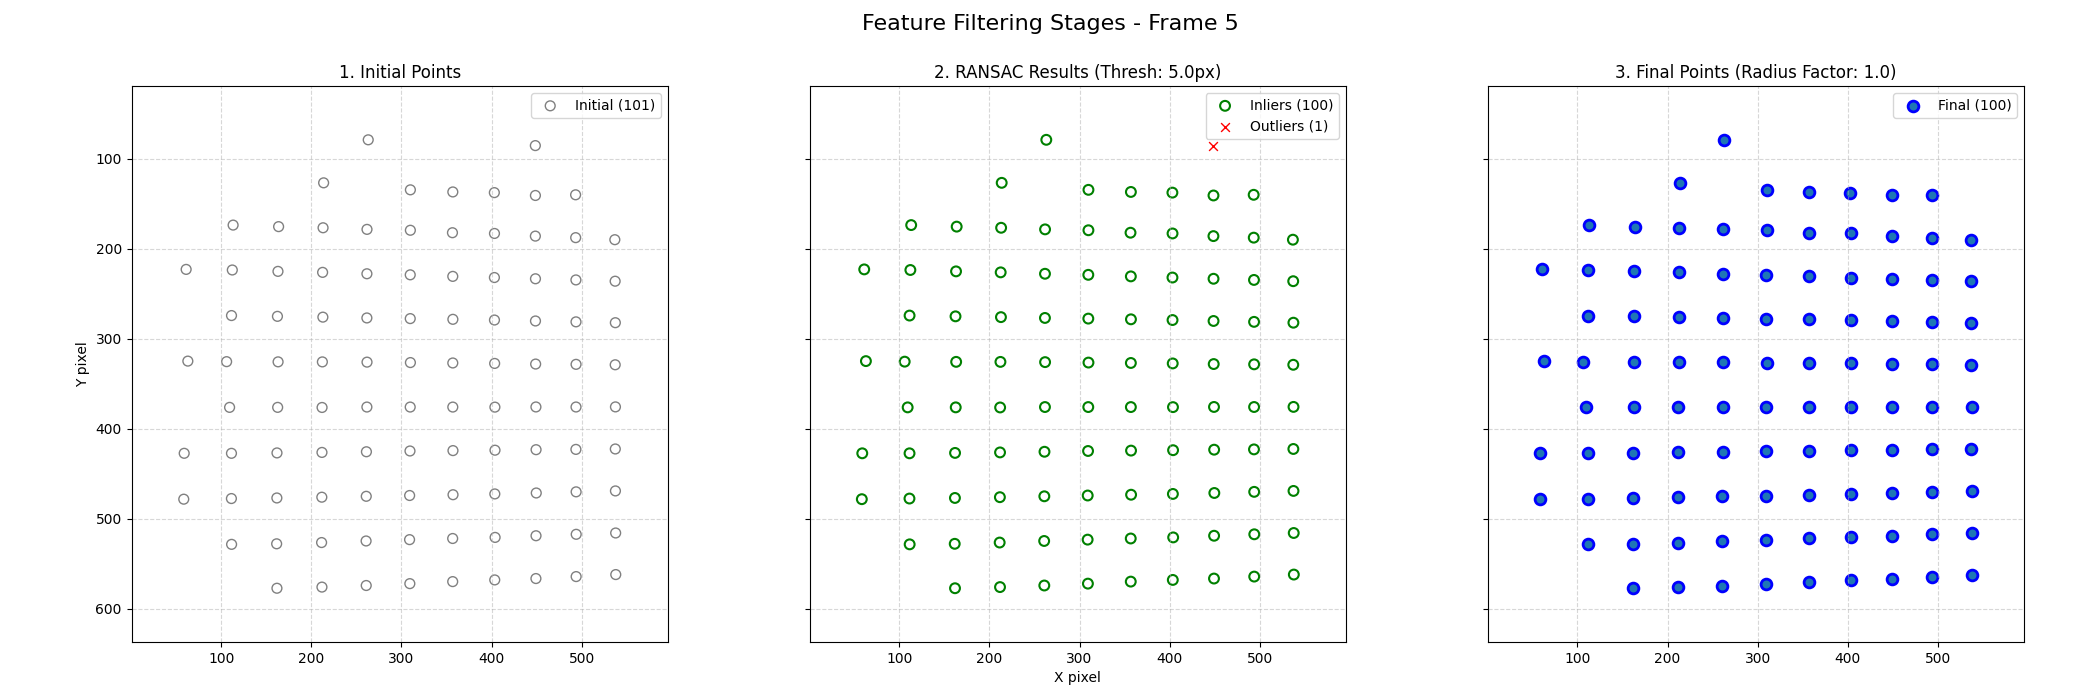 Feature Filtering Stages - Frame 5
1. Initial Points
Initial (101)
100
200
300
400
500
600
Y pixel
100
200
300
400
500
2. RANSAC Results (Thresh: 5.0px)
Inliers (100)
Outliers (1)
100
200
300
400
500
X pixel
3. Final Points (Radius Factor: 1.0)
Final (100)
100
200
300
400
500